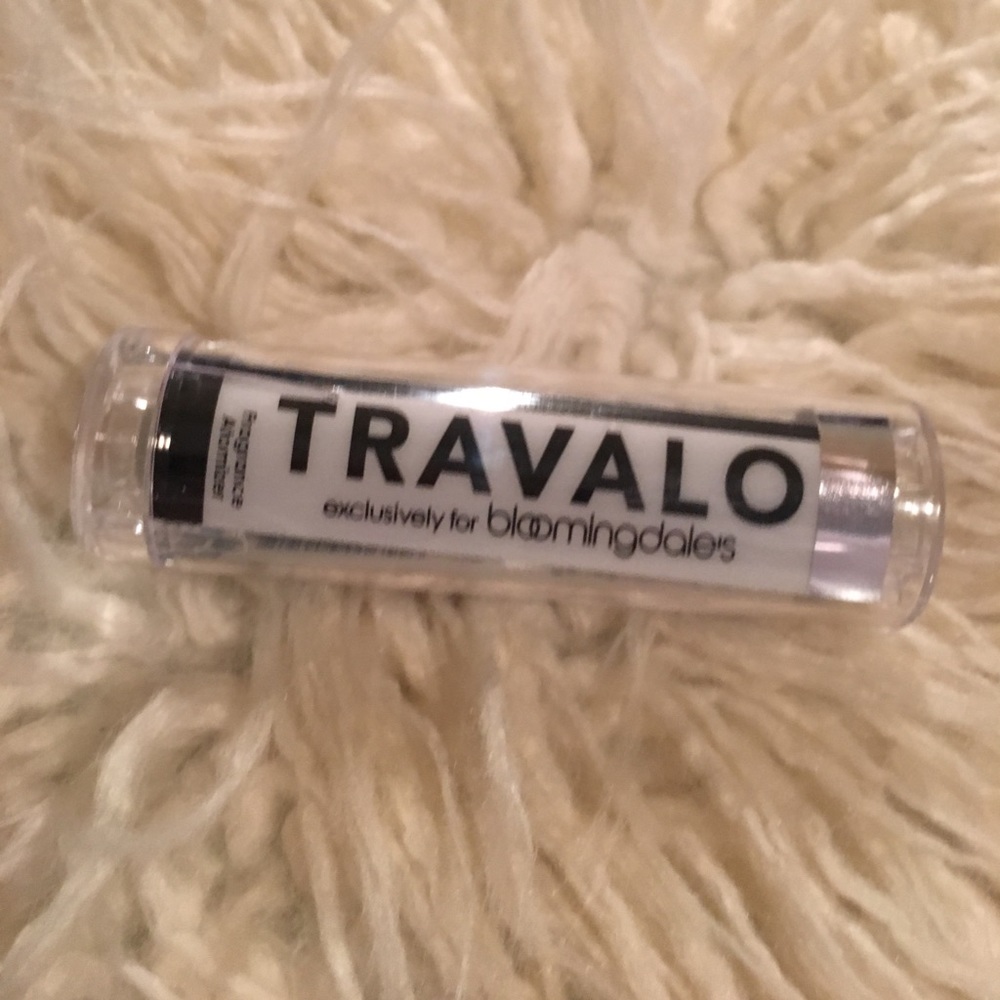 TRAVALO
exclusively for bloomingdale's
Fragrance
Atomizer